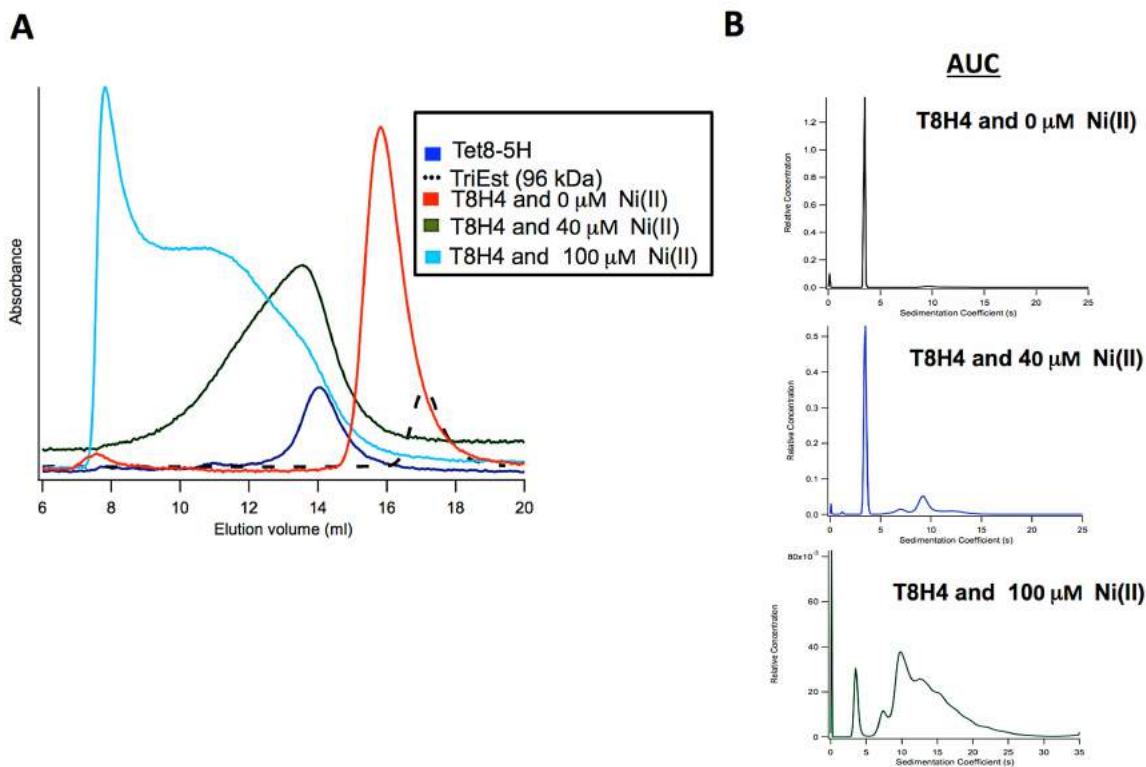 A
Absorbance
Tet8-5H
TriEst (96 kDa)
T8H4 and 0 μM Ni(II)
T8H4 and 40 μM Ni(II)
T8H4 and 100 μM Ni(II)
6 8 10 12 14 16 18 20
Elution volume (ml)
B
AUC
T8H4 and 0 μM Ni(II)
Relative Concentration
1.2
1.0
0.8
0.6
0.4
0.2
0.0
0 5 10 15 20 25
Sedimentation Coefficient (s)
T8H4 and 40 μM Ni(II)
Relative Concentration
0.5
0.4
0.3
0.2
0.1
0.0
0 5 10 15 20 25
Sedimentation Coefficient (s)
T8H4 and 100 μM Ni(II)
Relative Concentration
80x10⁻³
60
40
20
0
0 5 10 15 20 25 30 35
Sedimentation Coefficient (s)